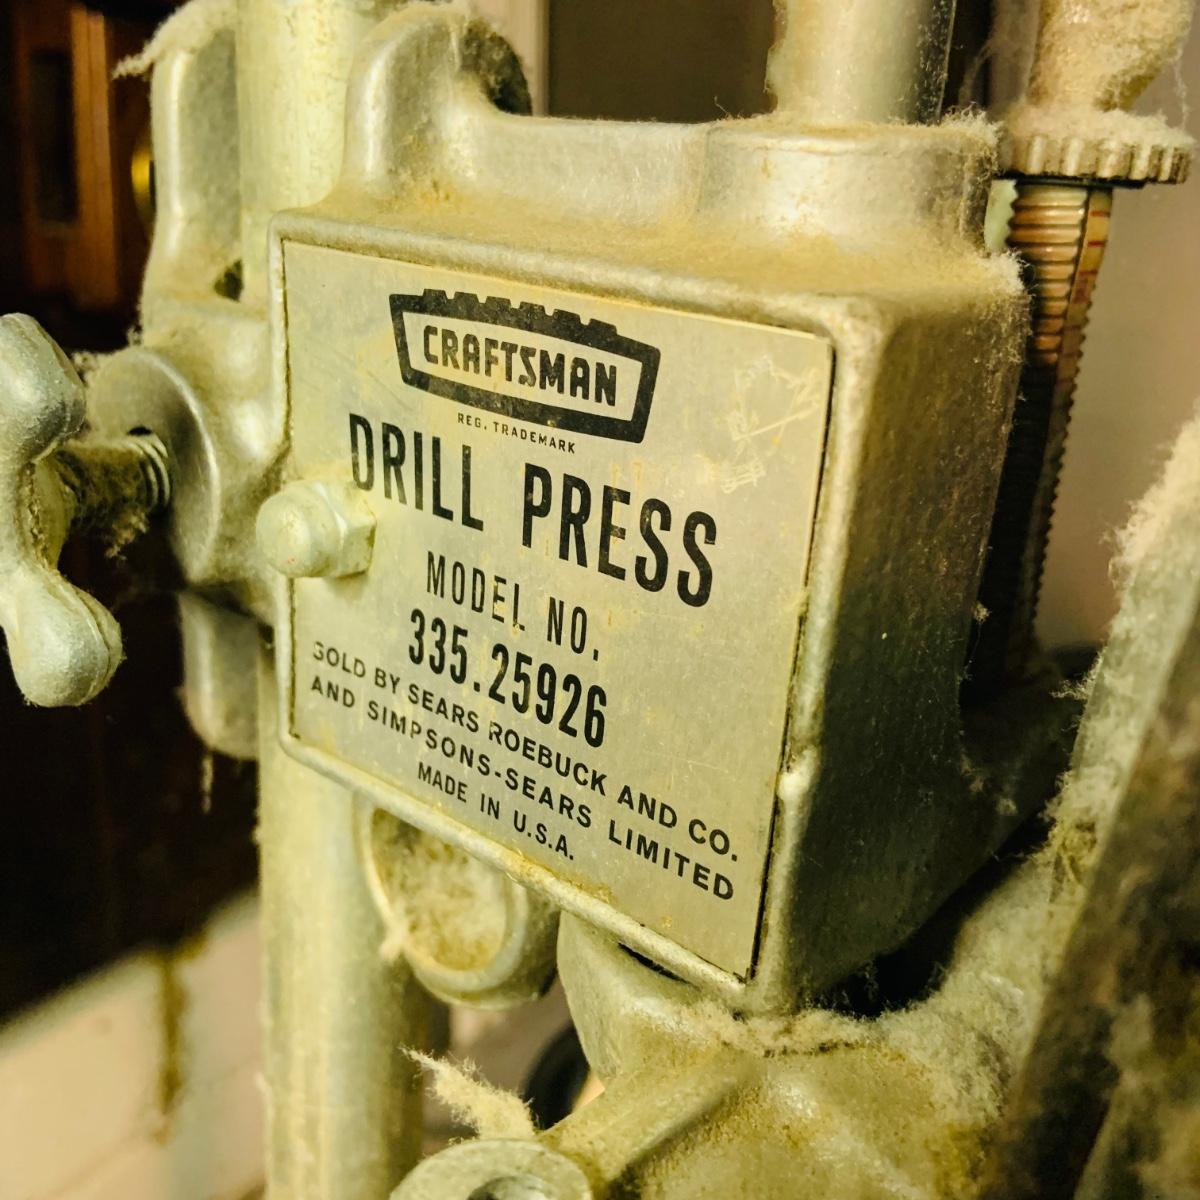 CRAFTSMAN
REG. TRADEMARK
DRILL PRESS
MODEL NO.
335.25926
SOLD BY SEARS ROEBUCK AND CO.
AND SIMPSONS-SEARS LIMITED
MADE IN U.S.A.